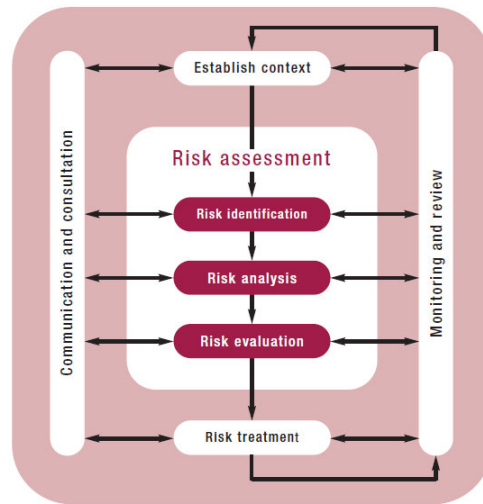 Establish context
Communication and consultation
Risk assessment
Monitoring and review
Risk identification
Risk analysis
Risk evaluation
Risk treatment